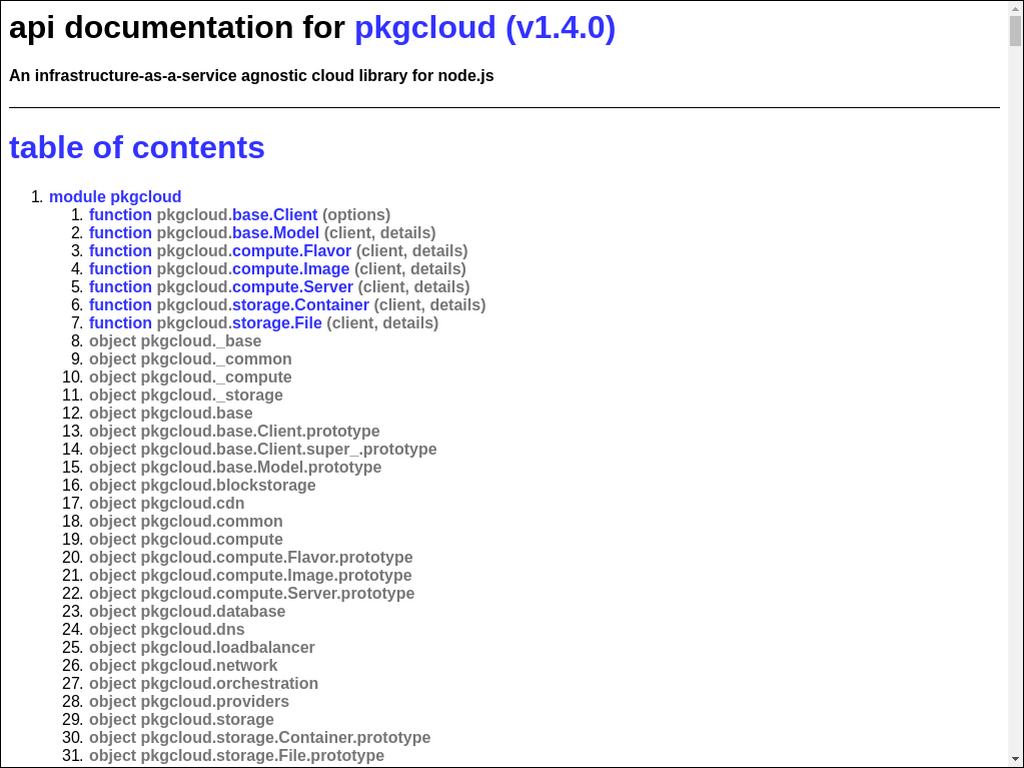 api documentation for pkgcloud (v1.4.0)
An infrastructure-as-a-service agnostic cloud library for node.js
table of contents
1. module pkgcloud
1. function pkgcloud.base.Client (options)
2. function pkgcloud.base.Model (client, details)
3. function pkgcloud.compute.Flavor (client, details)
4. function pkgcloud.compute.Image (client, details)
5. function pkgcloud.compute.Server (client, details)
6. function pkgcloud.storage.Container (client, details)
7. function pkgcloud.storage.File (client, details)
8. object pkgcloud._base
9. object pkgcloud._common
10. object pkgcloud._compute
11. object pkgcloud._storage
12. object pkgcloud.base
13. object pkgcloud.base.Client.prototype
14. object pkgcloud.base.Client.super_.prototype
15. object pkgcloud.base.Model.prototype
16. object pkgcloud.blockstorage
17. object pkgcloud.cdn
18. object pkgcloud.common
19. object pkgcloud.compute
20. object pkgcloud.compute.Flavor.prototype
21. object pkgcloud.compute.Image.prototype
22. object pkgcloud.compute.Server.prototype
23. object pkgcloud.database
24. object pkgcloud.dns
25. object pkgcloud.loadbalancer
26. object pkgcloud.network
27. object pkgcloud.orchestration
28. object pkgcloud.providers
29. object pkgcloud.storage
30. object pkgcloud.storage.Container.prototype
31. object pkgcloud.storage.File.prototype